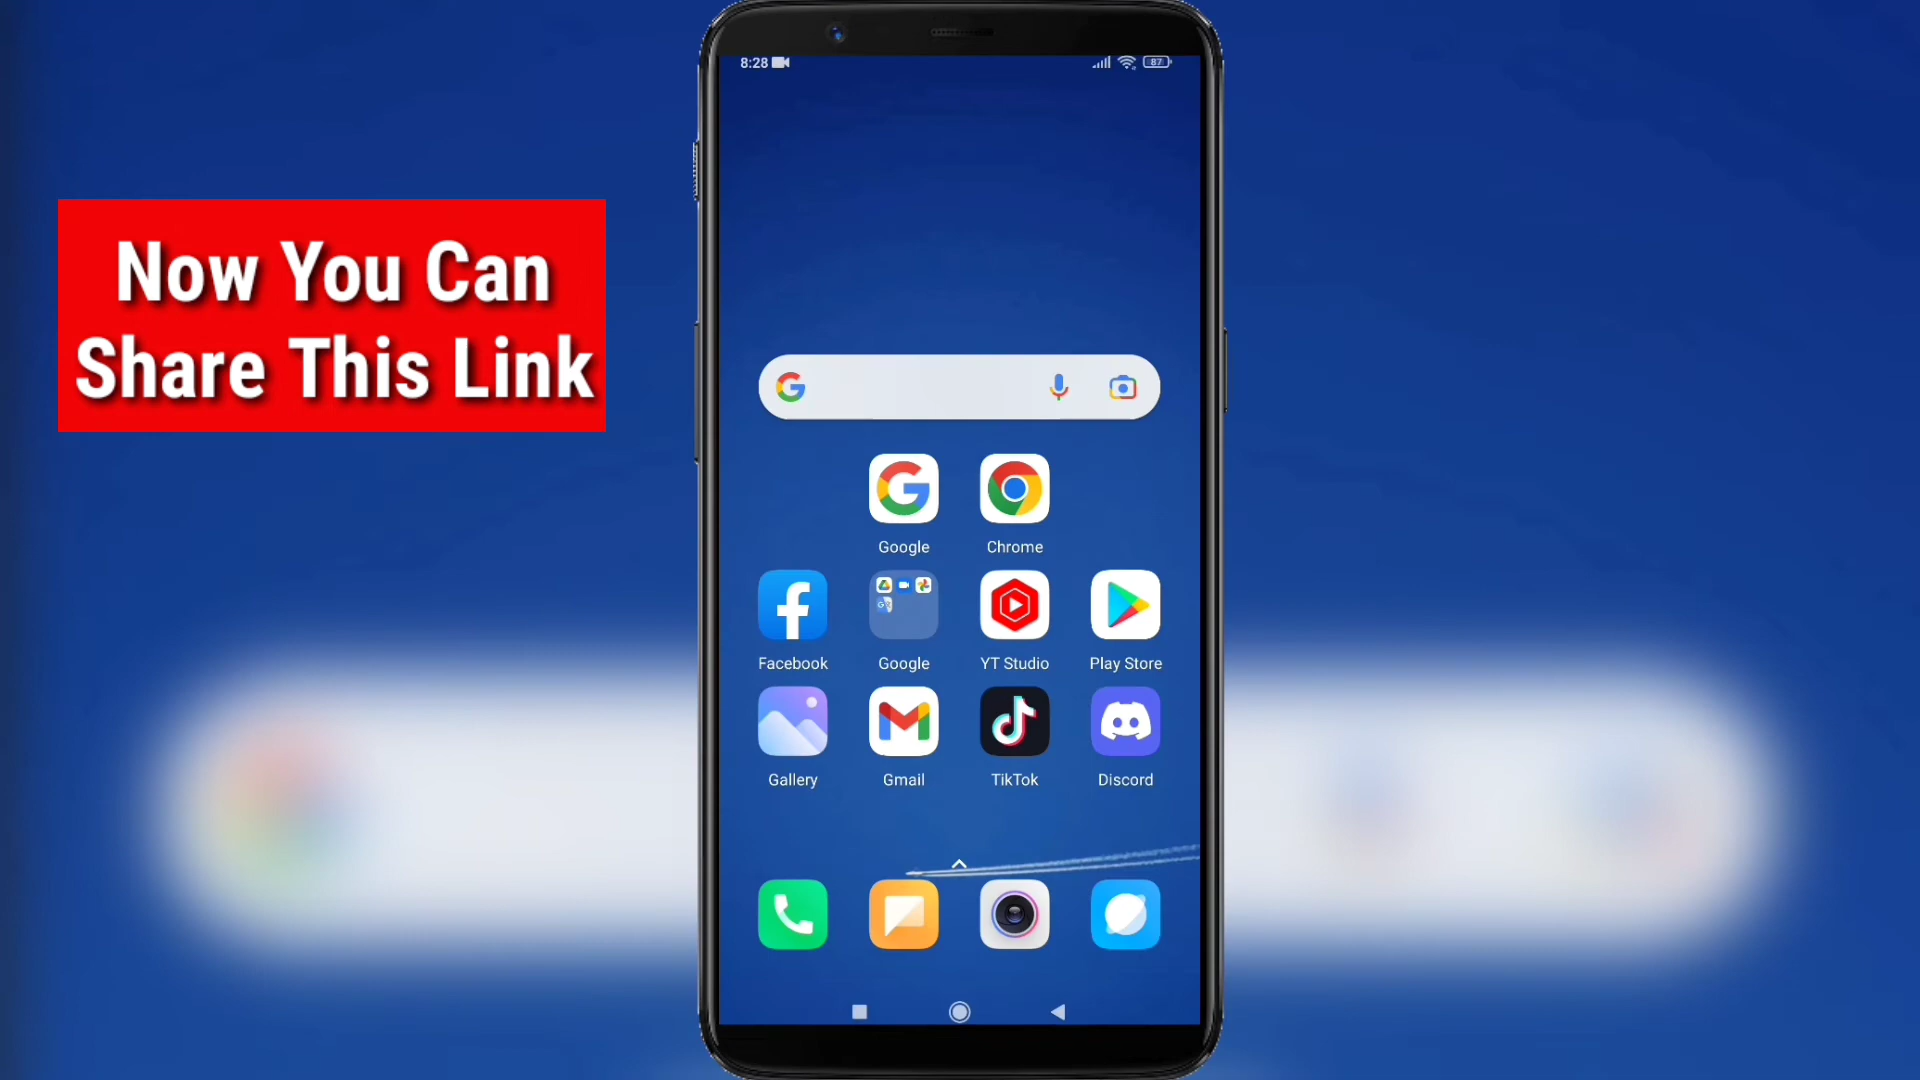 Now You Can
Share This Link
8:28
87
Google
Chrome
Facebook
Google
YT Studio
Play Store
Gallery
Gmail
TikTok
Discord